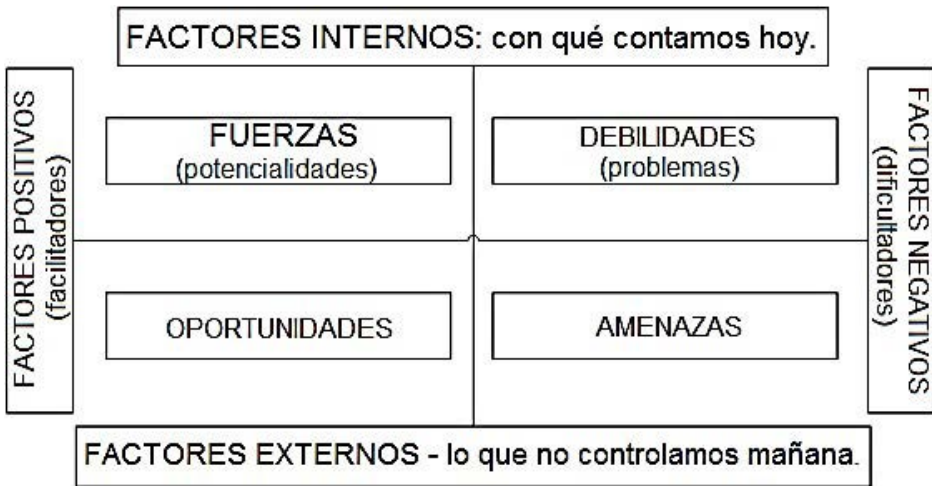 FACTORES INTERNOS: con qué contamos hoy.
FACTORES POSITIVOS
(facilitadores)
FUERZAS
(potencialidades)
DEBILIDADES
(problemas)
FACTORES NEGATIVOS
(dificultadores)
OPORTUNIDADES
AMENAZAS
FACTORES EXTERNOS - lo que no controlamos mañana.